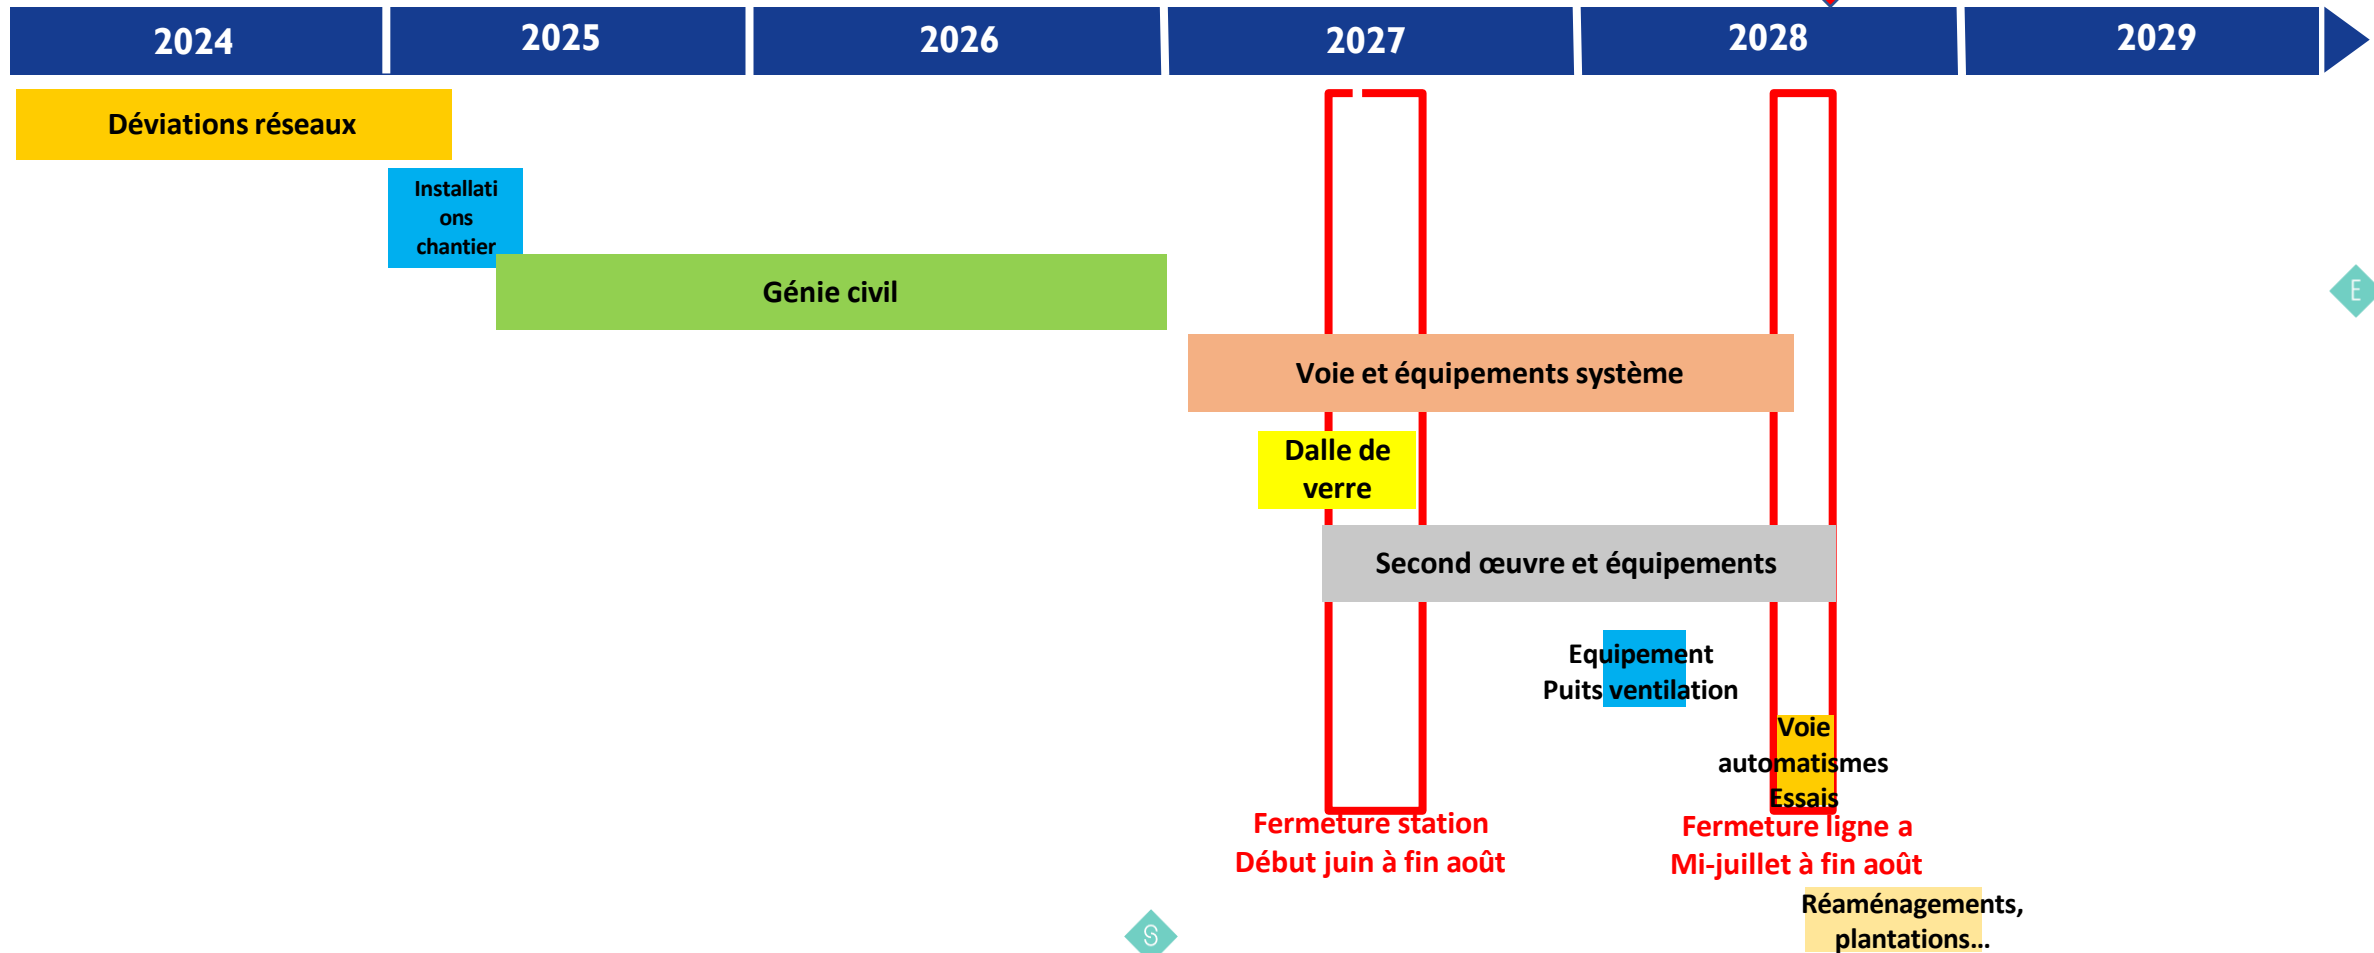 2024
2025
2026
2027
2028
2029
Déviations réseaux
Installati
ons
chantier
Génie civil
E
Voie et équipements système
Dalle de
verre
Second œuvre et équipements
Equipement
Puits ventilation
Voie
automatismes
Essais
Fermeture station
Début juin à fin août
Fermeture ligne a
Mi-juillet à fin août
Réaménagements,
plantations...
S